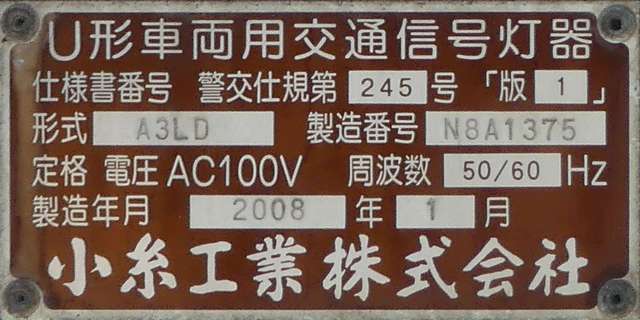 U形車両用交通信号灯器
仕様書番号 警交仕規第 245 号 「版 1 」
形式 A3LD 製造番号 N8A1375
定格 電圧 AC100V 周波数 50/60 Hz
製造年月 2008 年 1 月
小糸工業株式会社